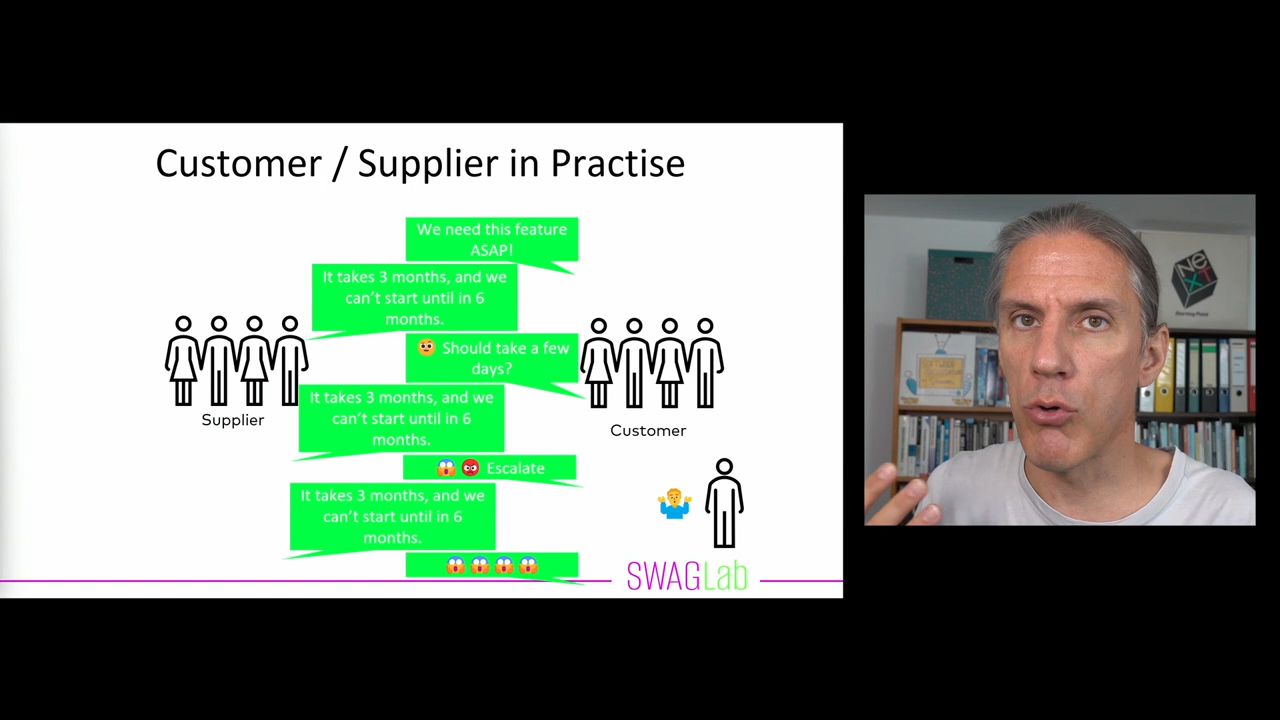 Customer / Supplier in Practise
We need this feature
ASAP!
It takes 3 months, and we
can't start until in 6
months.
Should take a few
days?
It takes 3 months, and we
can't start until in 6
months.
Escalate
It takes 3 months, and we
can't start until in 6
months.
Supplier
Customer
SWAGLab
NeXT